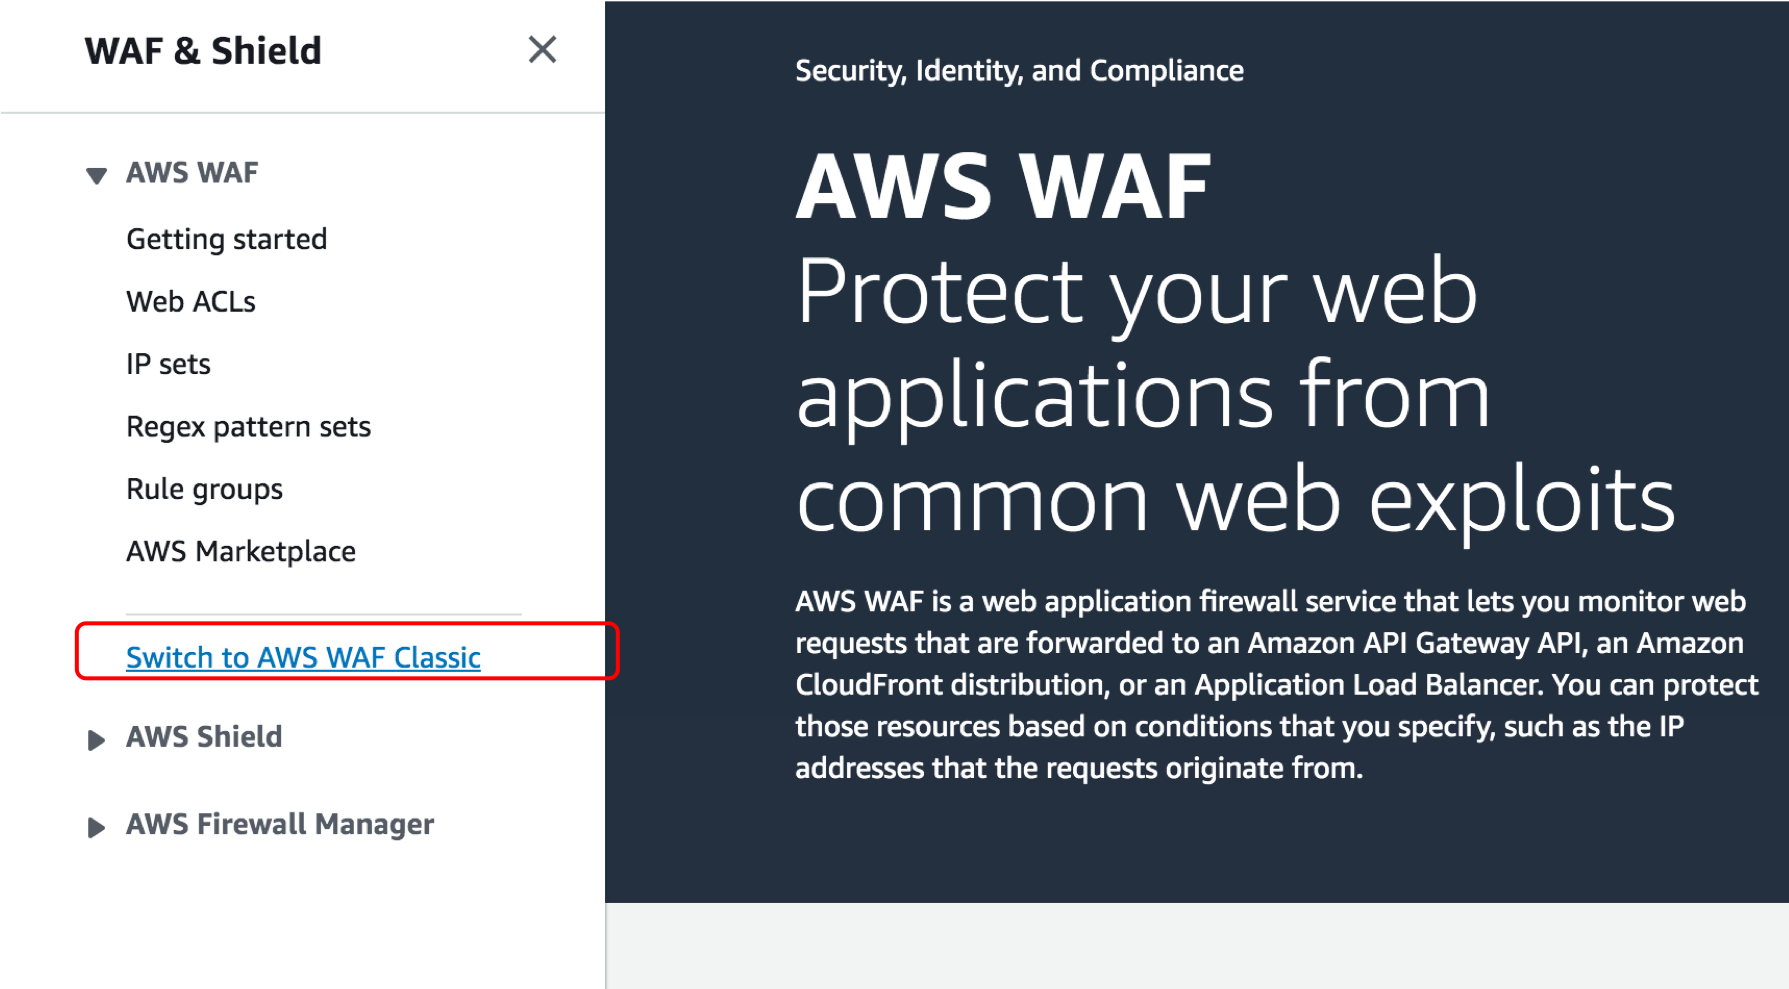 WAF & Shield
AWS WAF
Getting started
Web ACLs
IP sets
Regex pattern sets
Rule groups
AWS Marketplace
Switch to AWS WAF Classic
AWS Shield
AWS Firewall Manager
Security, Identity, and Compliance
AWS WAF
Protect your web
applications from
common web exploits
AWS WAF is a web application firewall service that lets you monitor web
requests that are forwarded to an Amazon API Gateway API, an Amazon
CloudFront distribution, or an Application Load Balancer. You can protect
those resources based on conditions that you specify, such as the IP
addresses that the requests originate from.